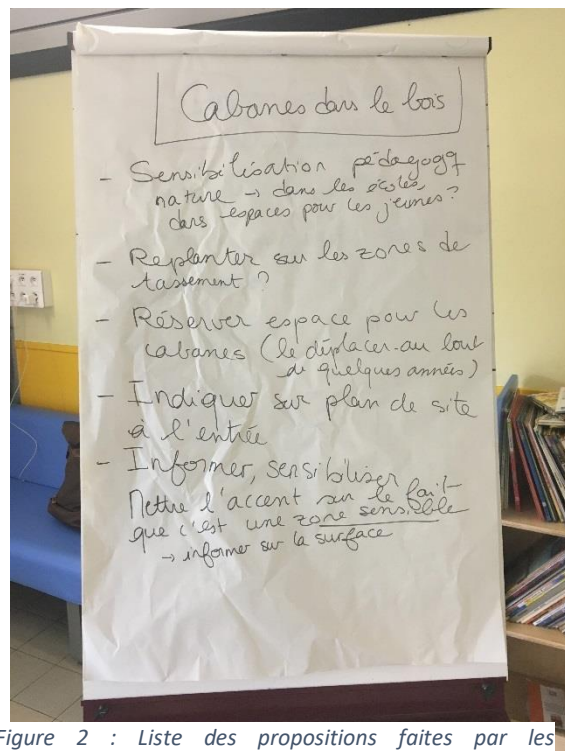 Cabanes dans le bois
- Sensibilisation pédagogq
nature → dans les écoles,
dans espaces pour les jeunes ?
- Replanter sur les zones de
tassement ?
- Réserver espace pour les
cabanes (le déplacer au bout
de quelques années)
- Indiquer sur plan de site
à l'entrée
- Informer, sensibiliser
Mettre l'accent sur le fait
que c'est une zone sensible
→ informer sur la surface
Figure 2 : Liste des propositions faites par les